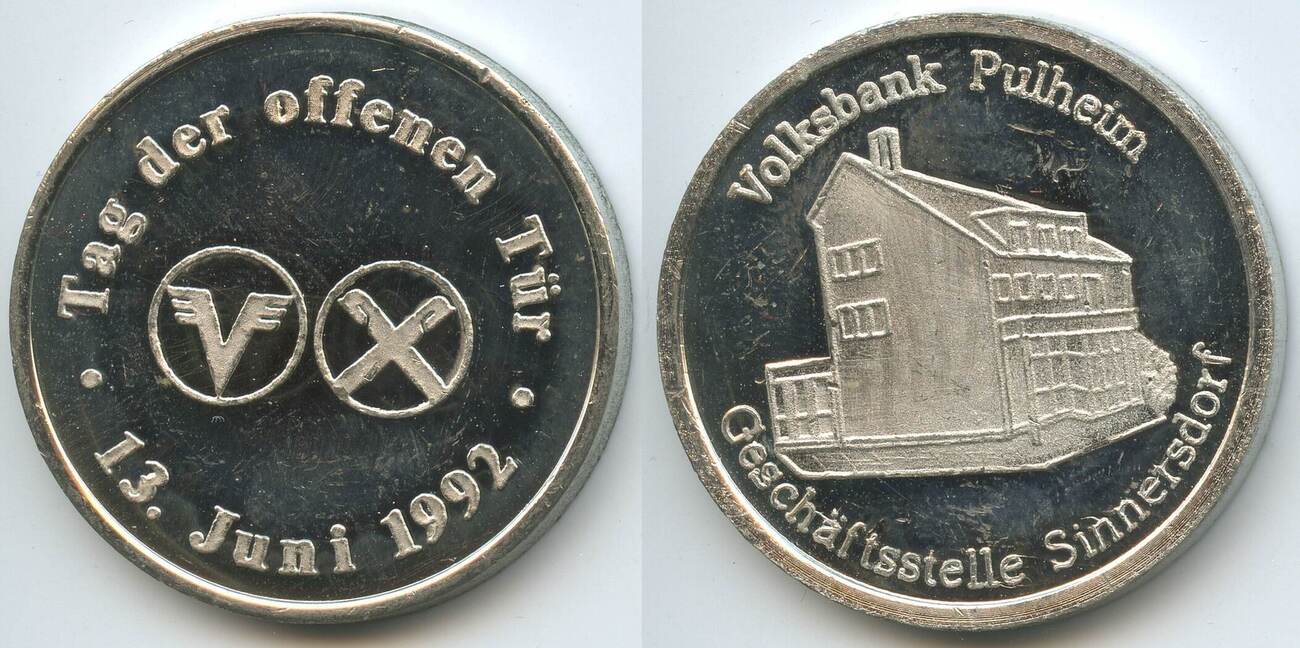 Tag der offenen Tür
13. Juni 1992
Volksbank Pulheim
Geschäftsstelle Sinnersdorf